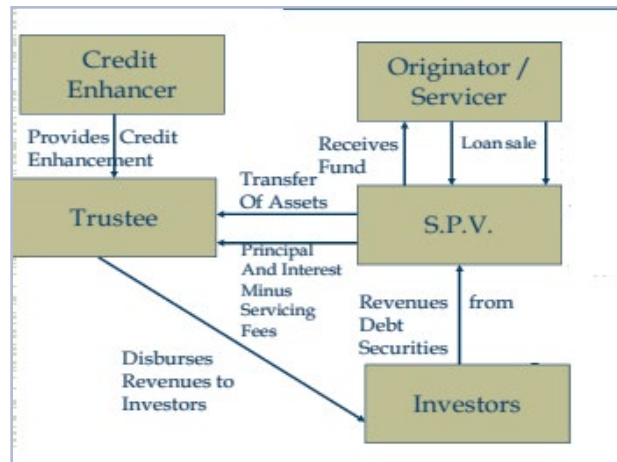 Credit
Enhancer
Originator /
Servicer
Provides Credit
Enhancement
Receives
Fund
Loan sale
Transfer
Of Assets
Trustee
S.P.V.
Principal
And Interest
Minus
Servicing
Fees
Revenues from
Debt
Securities
Disburses
Revenues to
Investors
Investors